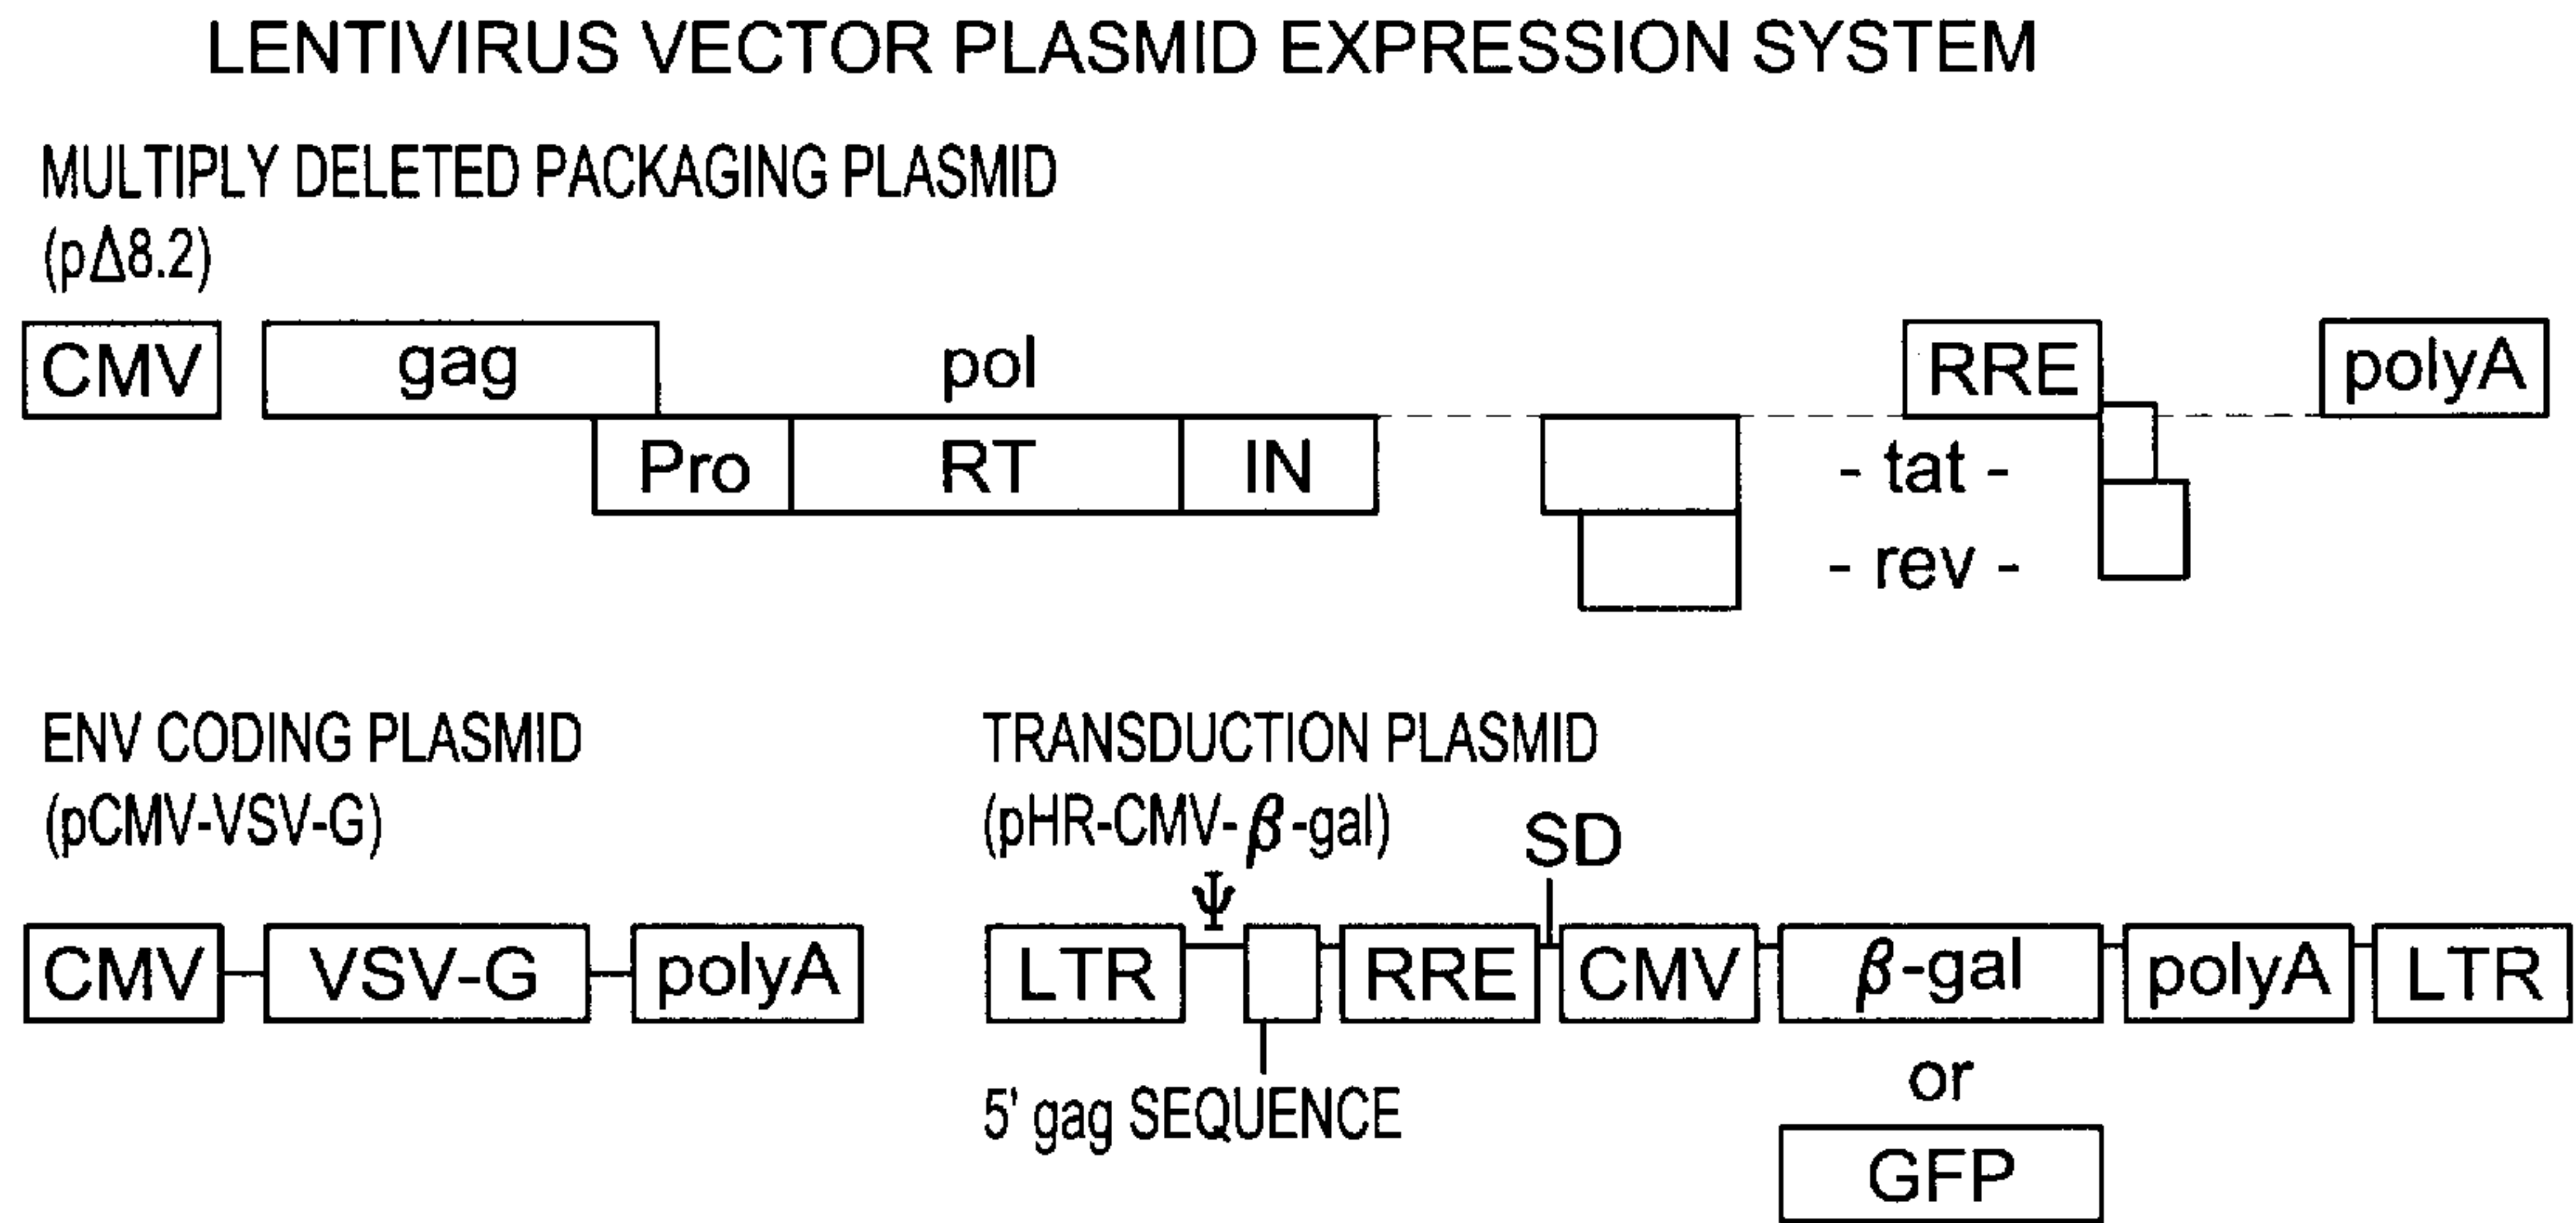 LENTIVIRUS VECTOR PLASMID EXPRESSION SYSTEM
MULTIPLY DELETED PACKAGING PLASMID
(pΔ8.2)
CMV gag pol RRE polyA
Pro RT IN - tat -
- rev -
ENV CODING PLASMID
(pCMV-VSV-G)
CMV VSV-G polyA
TRANSDUCTION PLASMID
(pHR-CMV-β-gal)
Ψ SD
LTR RRE CMV β-gal polyA LTR
5' gag SEQUENCE
or
GFP